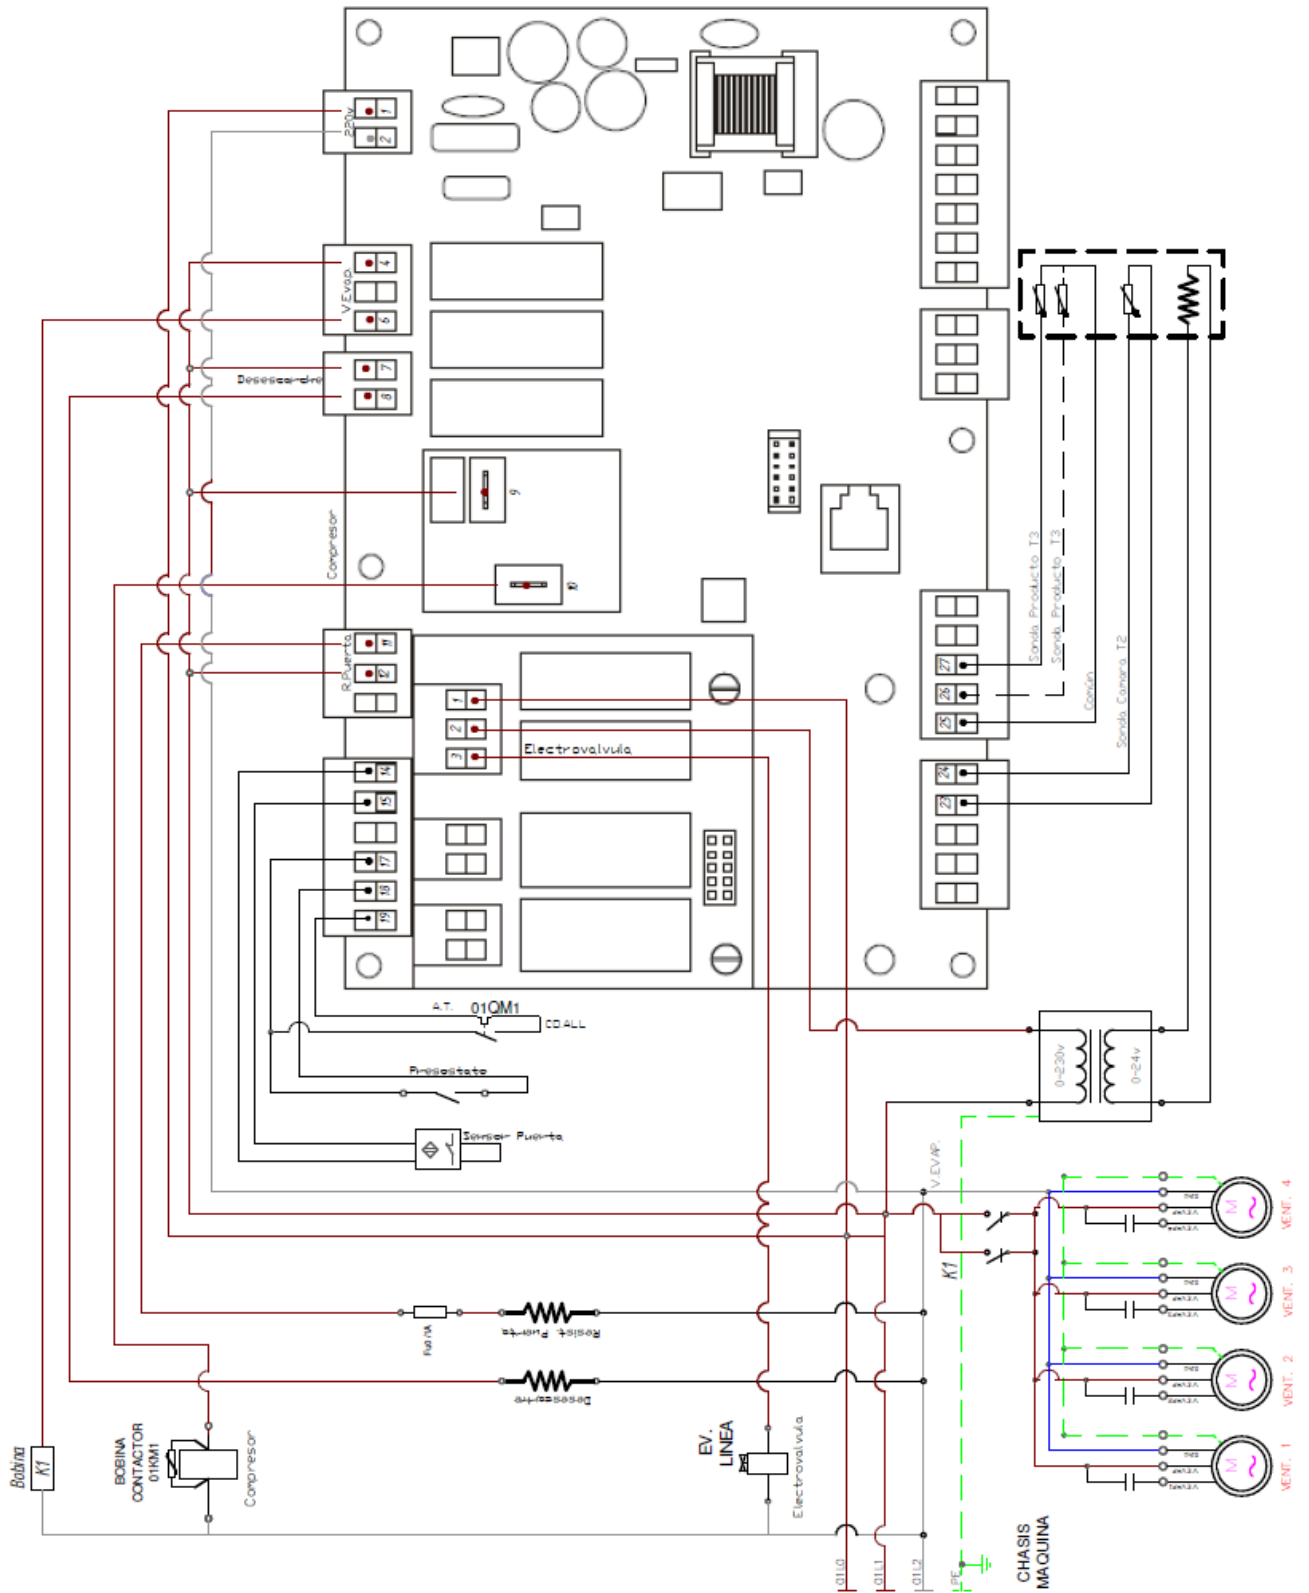 220v
1
2
4
V.Evap.
6
7
Desescardre
8
9
Compresor
10
11
R.Puerta
12
1
2
3
Electrovalvula
14
15
17
18
19
27
26
25
24
23
Sonda Producto T3
Sonda Producto T3
Común
Sonda Camara T2
A.T.
01QM1
CO.ALL
Presostato
Sensor Puerta
0-230v
0-24v
V.EVAP.
K1
Resist. Puerta
Desescarche
Bobina
K1
BOBINA
CONTACTOR
01KM1
Compresor
EV.
LINEA
Electrovalvula
01L0
01L1
01L2
PE
CHASIS
MAQUINA
M
VENT. 4
M
VENT. 3
M
VENT. 2
M
VENT. 1